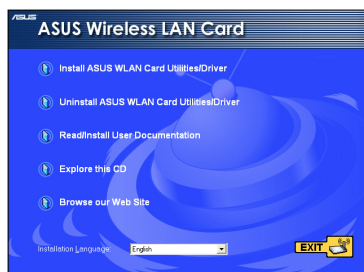 ASUS
ASUS Wireless LAN Card
Install ASUS WLAN Card Utilities/Driver
Uninstall ASUS WLAN Card Utilities/Driver
Read/Install User Documentation
Explore this CD
Browse our Web Site
Installation Language: English
EXIT